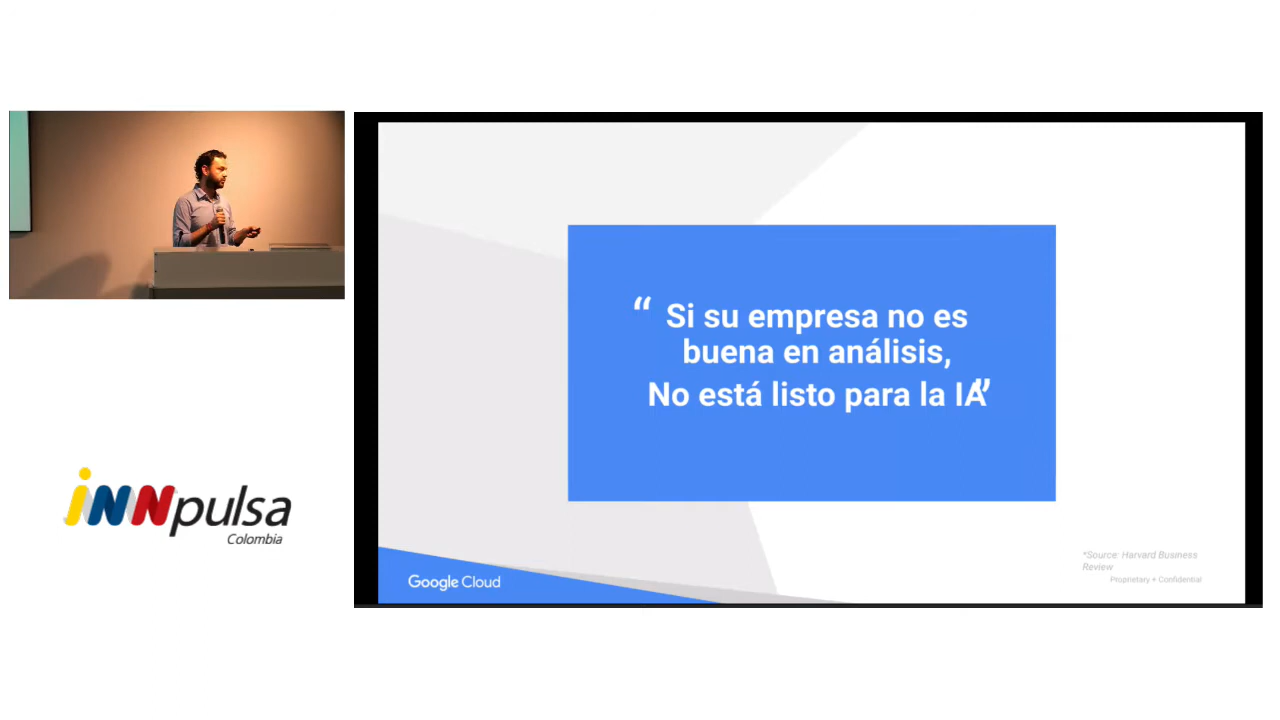 “ Si su empresa no es
buena en análisis,
No está listo para la IA”
iNNpulsa
Colombia
*Source: Harvard Business
Review
Proprietary + Confidential
Google Cloud